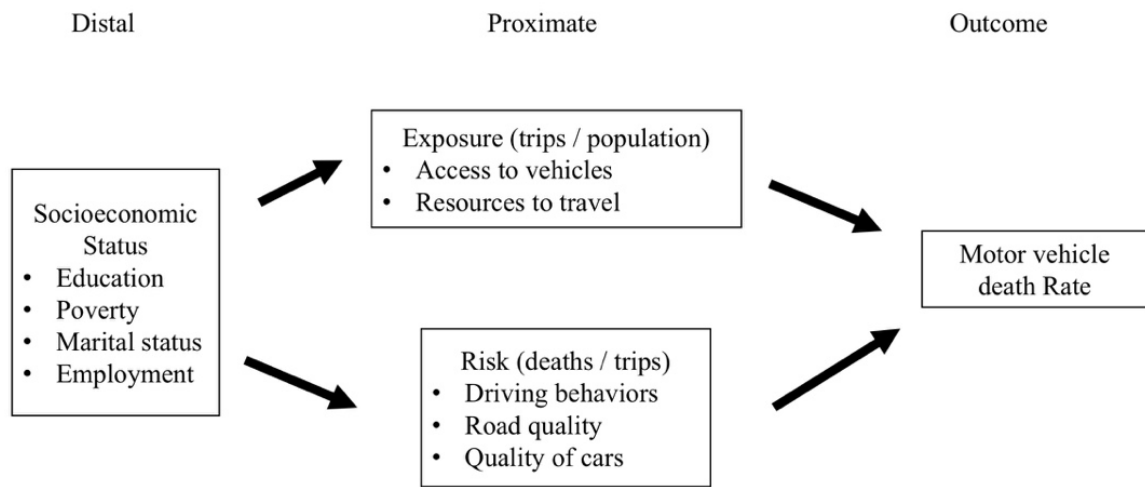 Distal
Proximate
Outcome
Socioeconomic
Status
• Education
• Poverty
• Marital status
• Employment
Exposure (trips / population)
• Access to vehicles
• Resources to travel
Risk (deaths / trips)
• Driving behaviors
• Road quality
• Quality of cars
Motor vehicle
death Rate